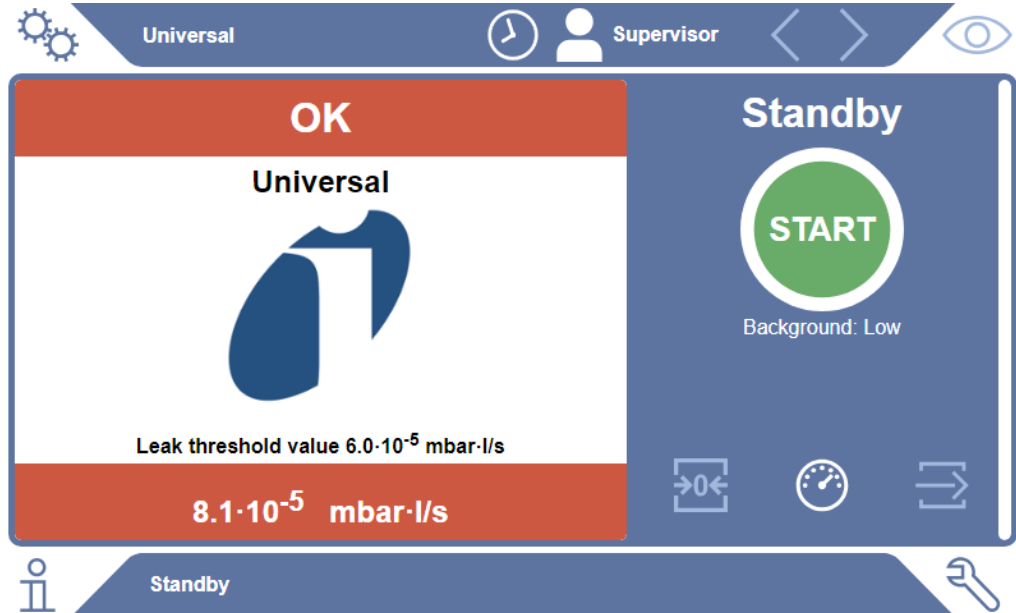 Universal
Supervisor
OK
Universal
Leak threshold value 6.0·10⁻⁵ mbar·l/s
8.1·10⁻⁵ mbar·l/s
Standby
START
Background: Low
→0←
Standby